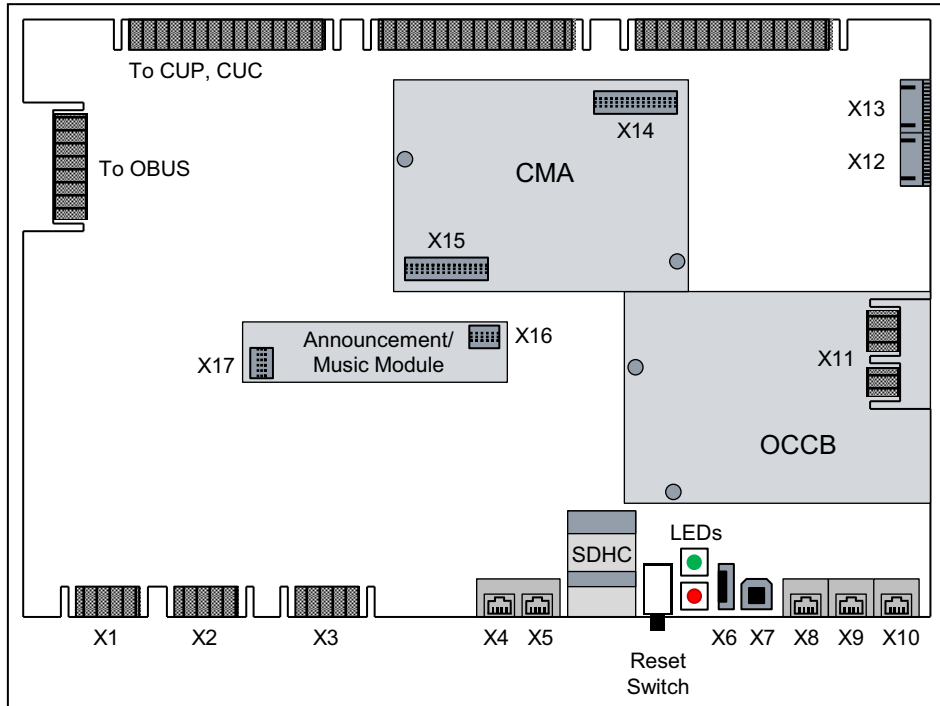 To CUP, CUC
X13
X14
X12
To OBUS
CMA
X15
Announcement/
Music Module
X16
X17
X11
OCCB
LEDs
SDHC
X1
X2
X3
X4
X5
X6
X7
X8
X9
X10
Reset
Switch